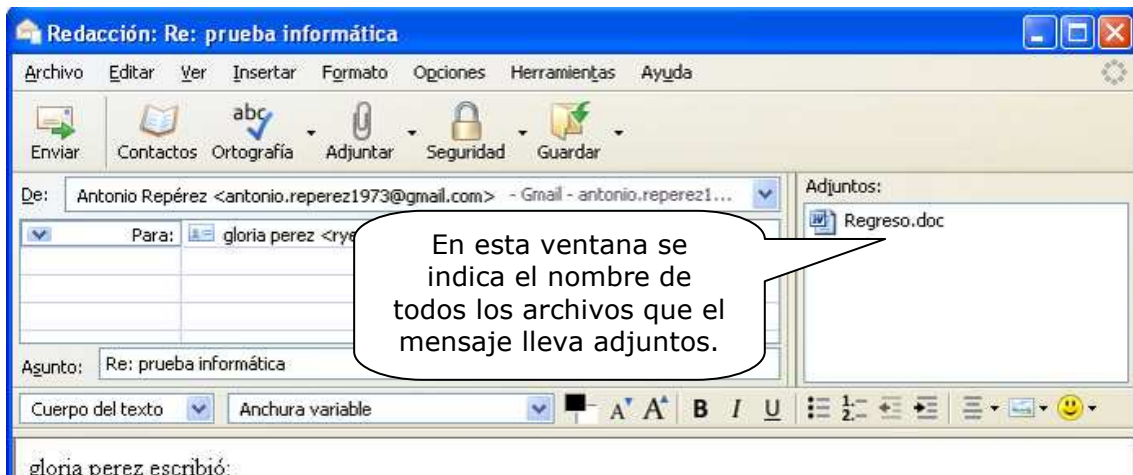 Redacción: Re: prueba informática
Archivo Editar Ver Insertar Formato Opciones Herramientas Ayuda
abc
Enviar Contactos Ortografía Adjuntar Seguridad Guardar
De: Antonio Repérez <antonio.reperez1973@gmail.com> - Gmail - antonio.reperez1...
Adjuntos:
Regreso.doc
Para: gloria perez <rye
En esta ventana se
indica el nombre de
todos los archivos que el
mensaje lleva adjuntos.
Asunto: Re: prueba informática
Cuerpo del texto Anchura variable A A B I U
gloria perez escribió: